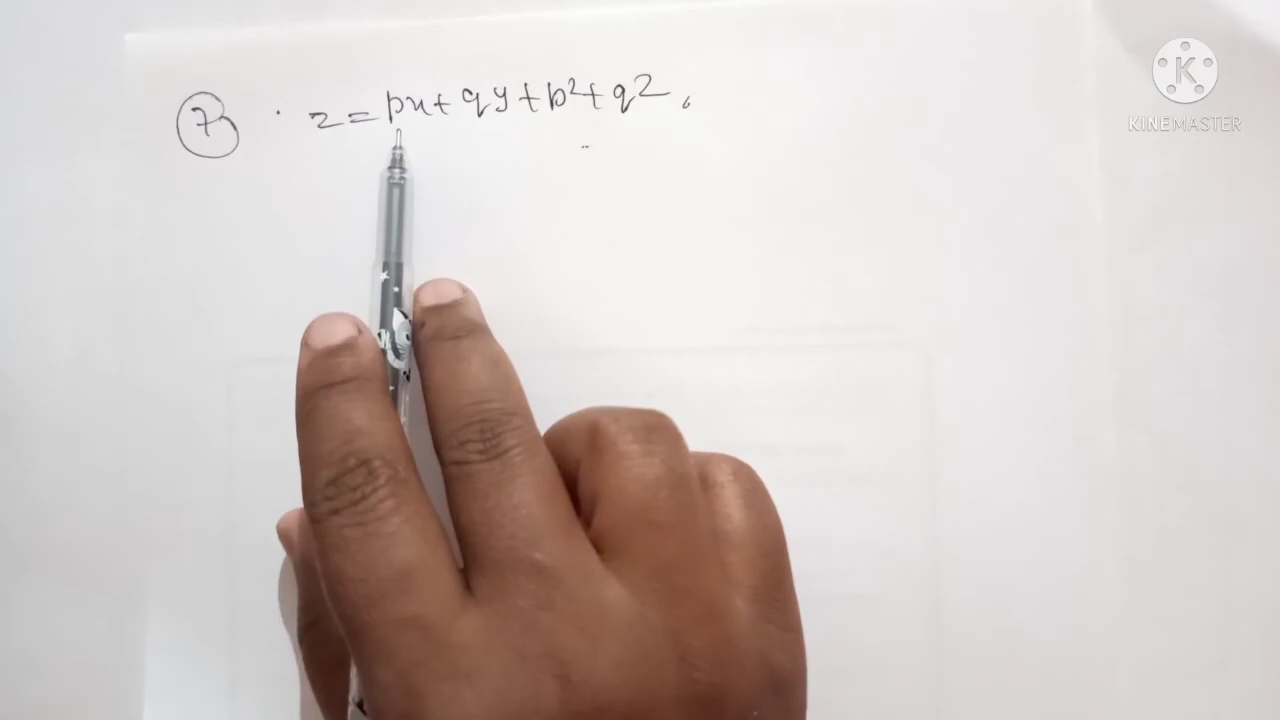 7 z = px + qy + p² + q²
K
KINEMASTER